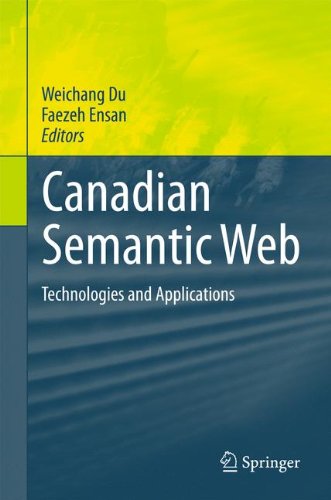 Weichang Du
Faezeh Ensan
Editors
Canadian
Semantic Web
Technologies and Applications
Springer